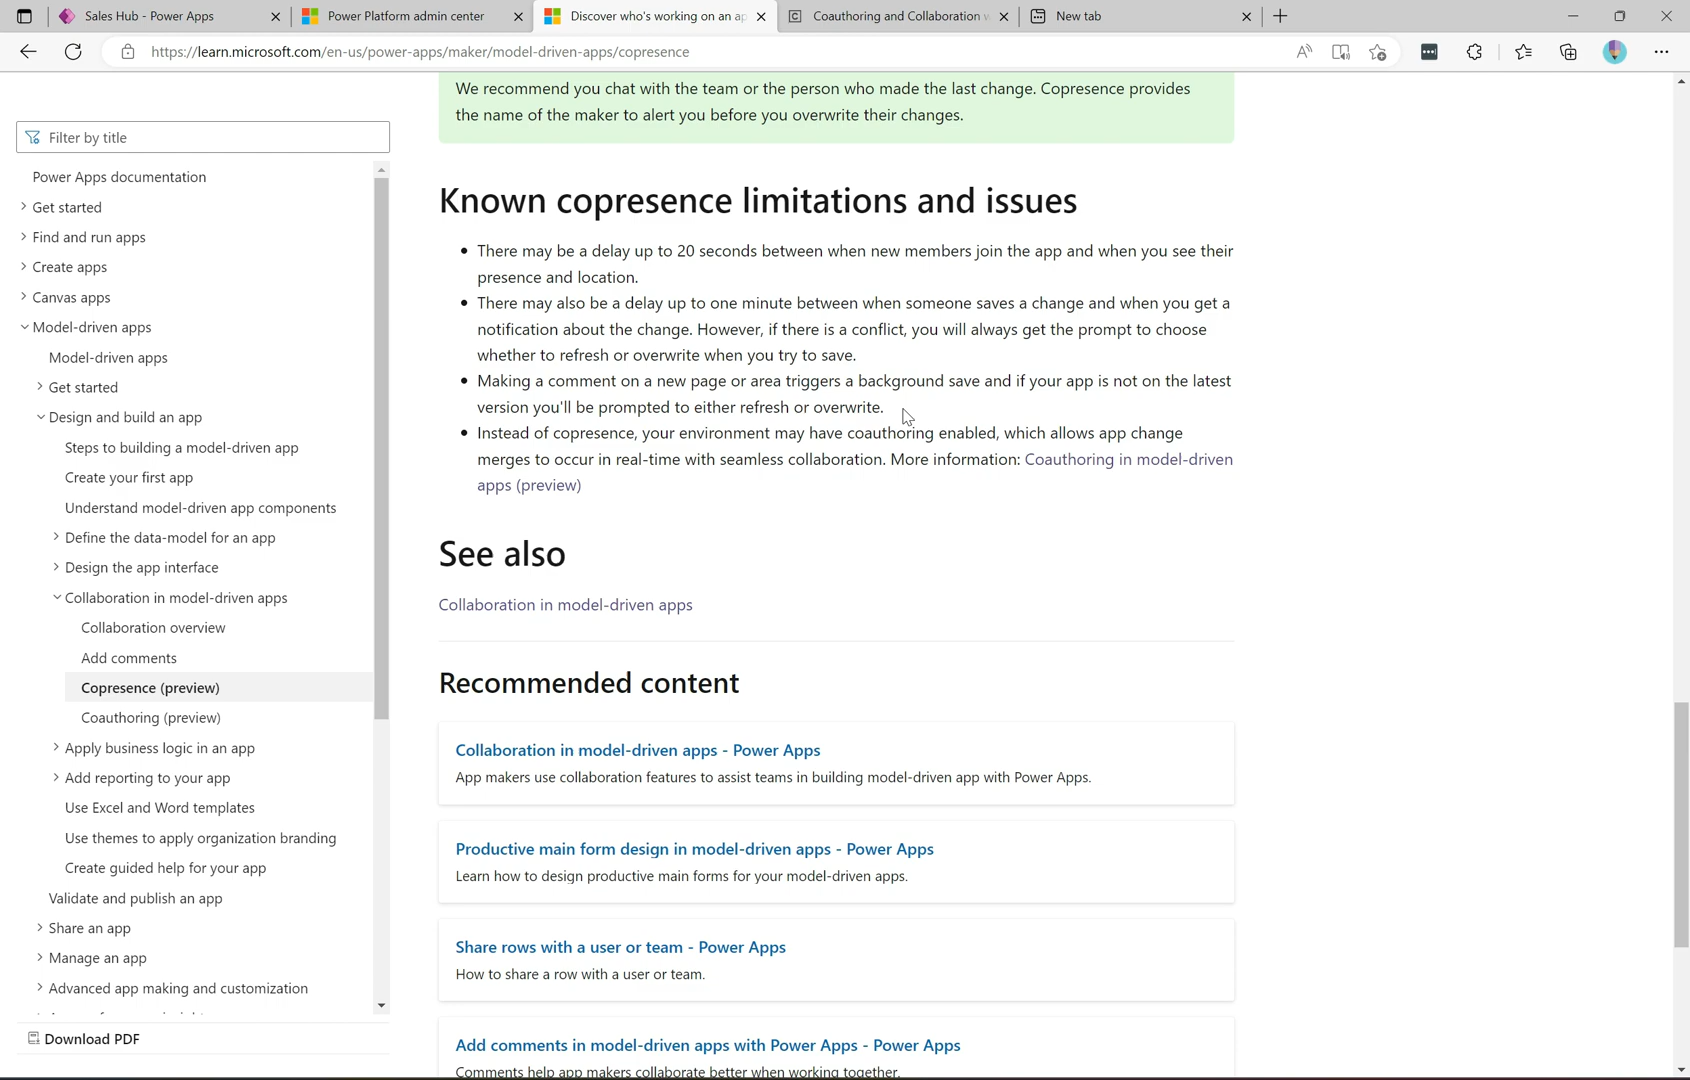 Sales Hub - Power Apps
Power Platform admin center
Discover who's working on an ap
Coauthoring and Collaboration w
New tab
https://learn.microsoft.com/en-us/power-apps/maker/model-driven-apps/copresence
Filter by title
Power Apps documentation
Get started
Find and run apps
Create apps
Canvas apps
Model-driven apps
Model-driven apps
Get started
Design and build an app
Steps to building a model-driven app
Create your first app
Understand model-driven app components
Define the data-model for an app
Design the app interface
Collaboration in model-driven apps
Collaboration overview
Add comments
Copresence (preview)
Coauthoring (preview)
Apply business logic in an app
Add reporting to your app
Use Excel and Word templates
Use themes to apply organization branding
Create guided help for your app
Validate and publish an app
Share an app
Manage an app
Advanced app making and customization
Download PDF
We recommend you chat with the team or the person who made the last change. Copresence provides
the name of the maker to alert you before you overwrite their changes.
Known copresence limitations and issues
• There may be a delay up to 20 seconds between when new members join the app and when you see their
presence and location.
• There may also be a delay up to one minute between when someone saves a change and when you get a
notification about the change. However, if there is a conflict, you will always get the prompt to choose
whether to refresh or overwrite when you try to save.
• Making a comment on a new page or area triggers a background save and if your app is not on the latest
version you'll be prompted to either refresh or overwrite.
• Instead of copresence, your environment may have coauthoring enabled, which allows app change
merges to occur in real-time with seamless collaboration. More information: Coauthoring in model-driven
apps (preview)
See also
Collaboration in model-driven apps
Recommended content
Collaboration in model-driven apps - Power Apps
App makers use collaboration features to assist teams in building model-driven app with Power Apps.
Productive main form design in model-driven apps - Power Apps
Learn how to design productive main forms for your model-driven apps.
Share rows with a user or team - Power Apps
How to share a row with a user or team.
Add comments in model-driven apps with Power Apps - Power Apps
Comments help app makers collaborate better when working together.